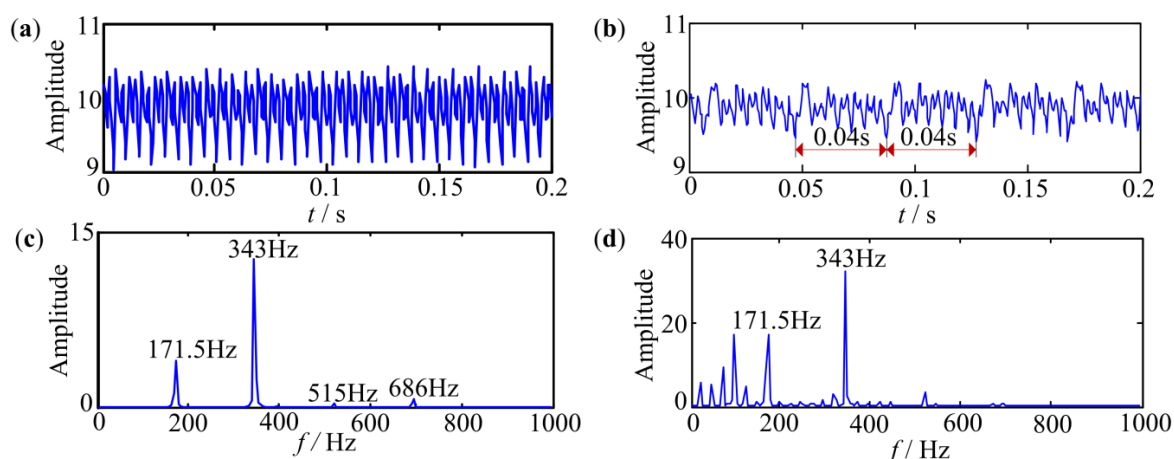 (a)
11
10
9
Amplitude
0
0.05
0.1
0.15
0.2
t / s
(b)
11
10
9
Amplitude
0.04s
0.04s
0
0.05
0.1
0.15
0.2
t / s
(c)
15
0
Amplitude
343Hz
171.5Hz
515Hz
686Hz
0
200
400
600
800
1000
f / Hz
(d)
40
20
0
Amplitude
343Hz
171.5Hz
0
200
400
600
800
1000
f / Hz